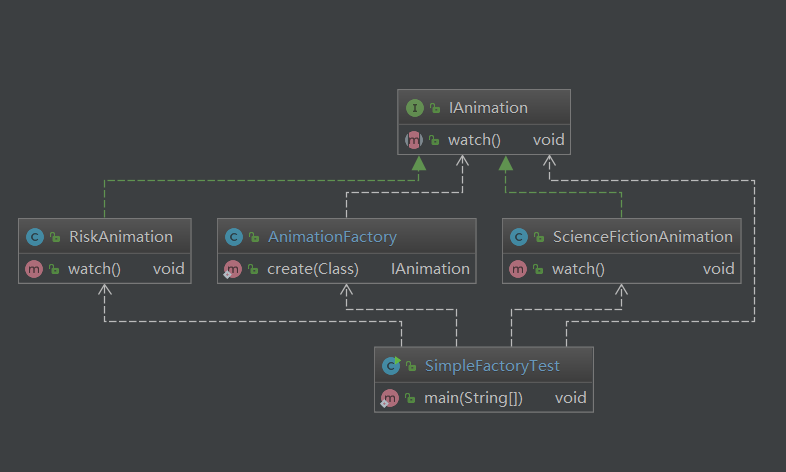 IAnimation
watch() void
RiskAnimation
watch() void
AnimationFactory
create(Class) IAnimation
ScienceFictionAnimation
watch() void
SimpleFactoryTest
main(String[]) void